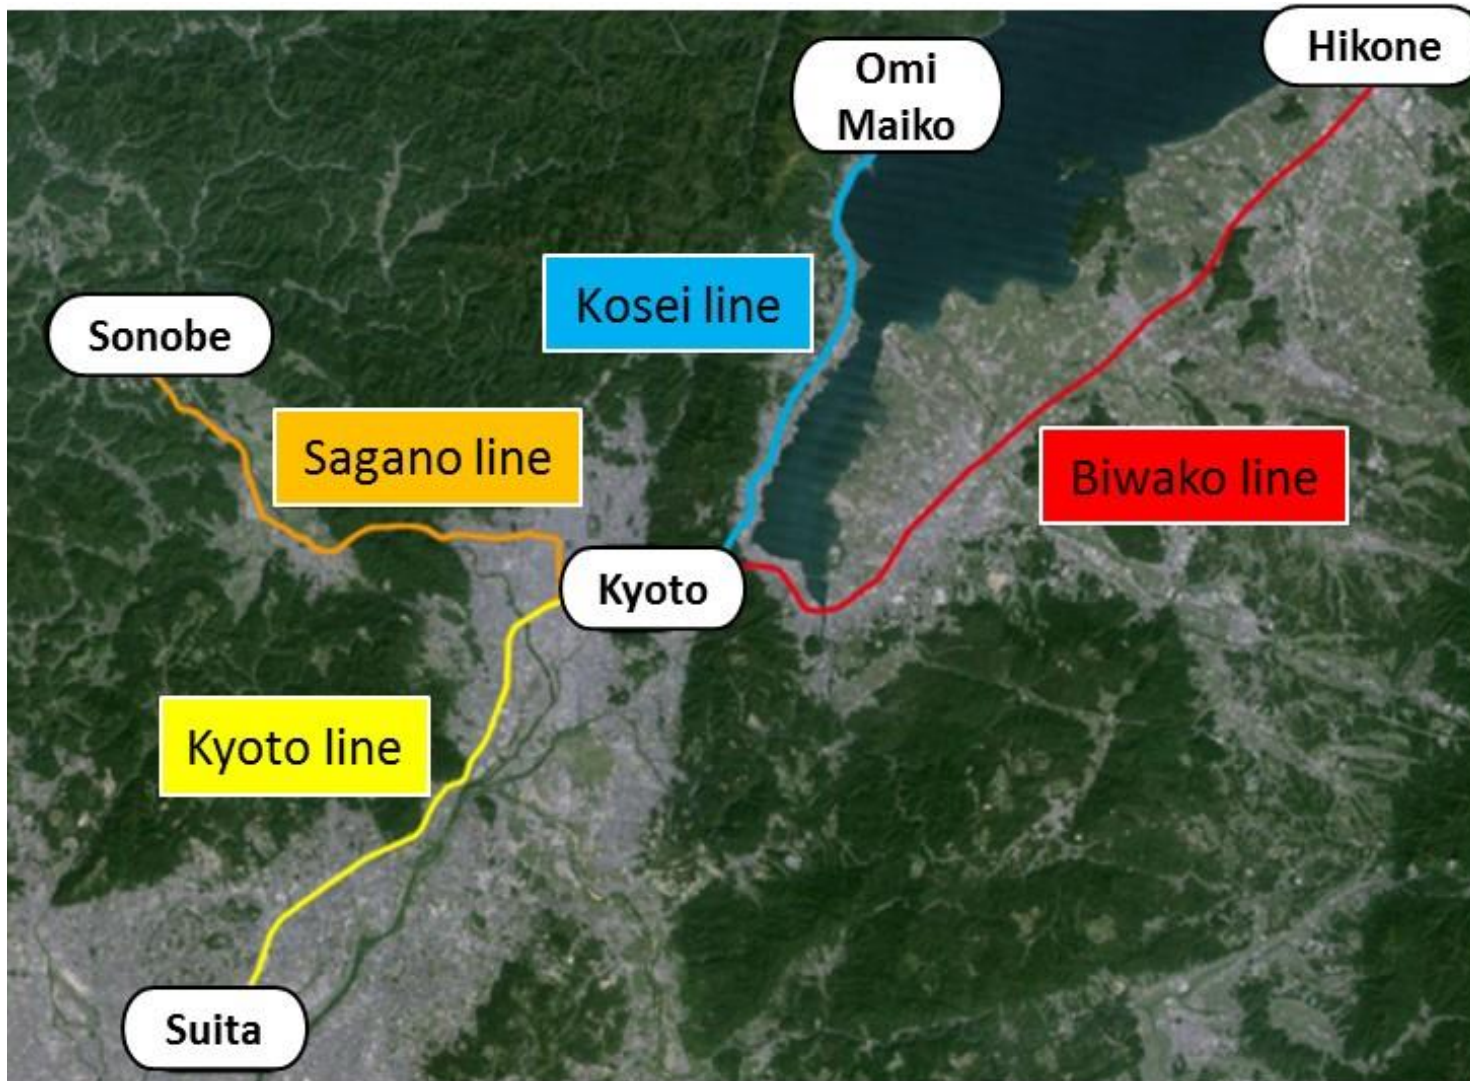 Hikone
Omi
Maiko
Kosei line
Sonobe
Sagano line
Biwako line
Kyoto
Kyoto line
Suita